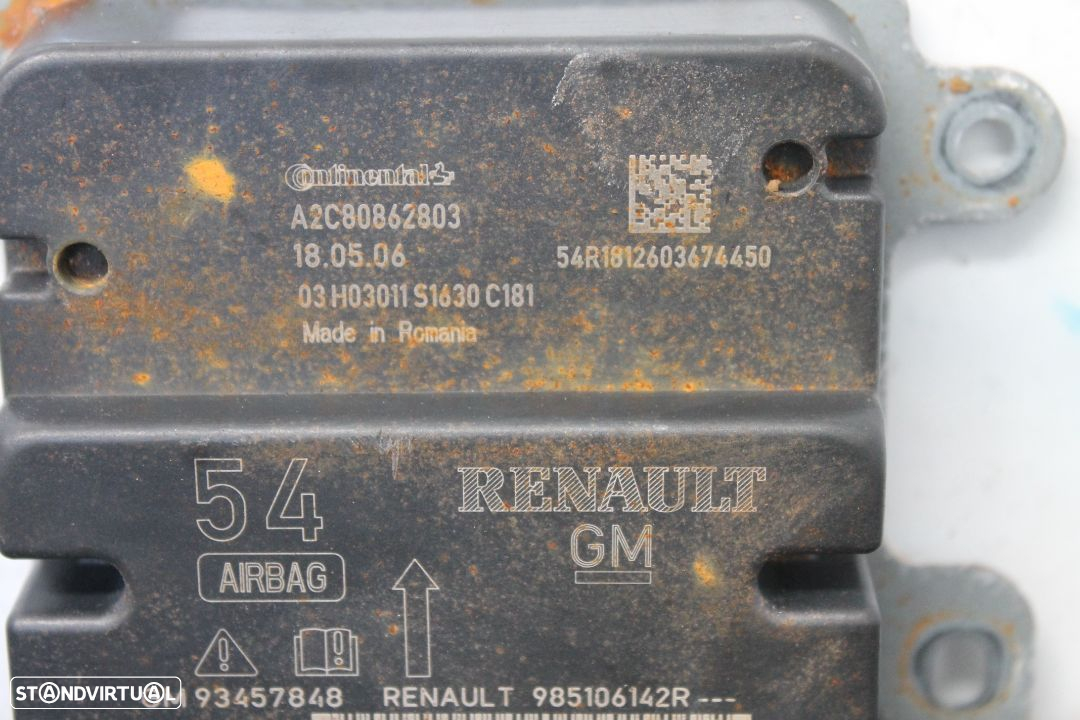 Continental
A2C80862803
18.05.06
54R1812603674450
03 H03011 S1630 C181
Made in Romania
54
RENAULT
GM
AIRBAG
93457848 RENAULT 985106142R ---
STANDVIRTUAL